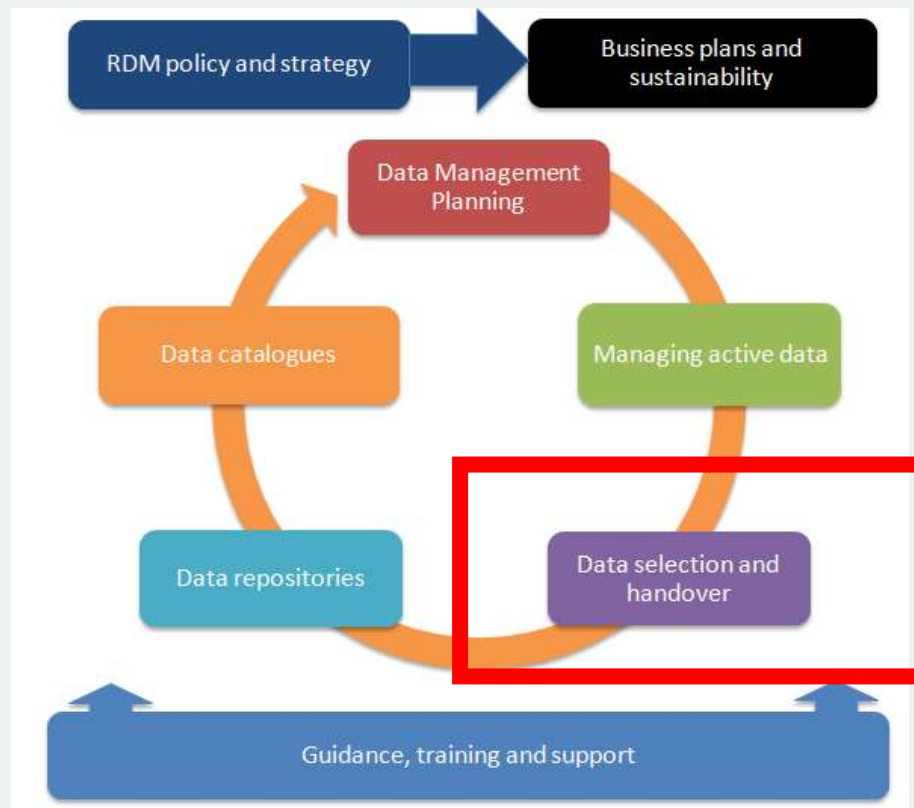 RDM policy and strategy
Business plans and
sustainability
Data Management
Planning
Data catalogues
Managing active data
Data repositories
Data selection and
handover
Guidance, training and support